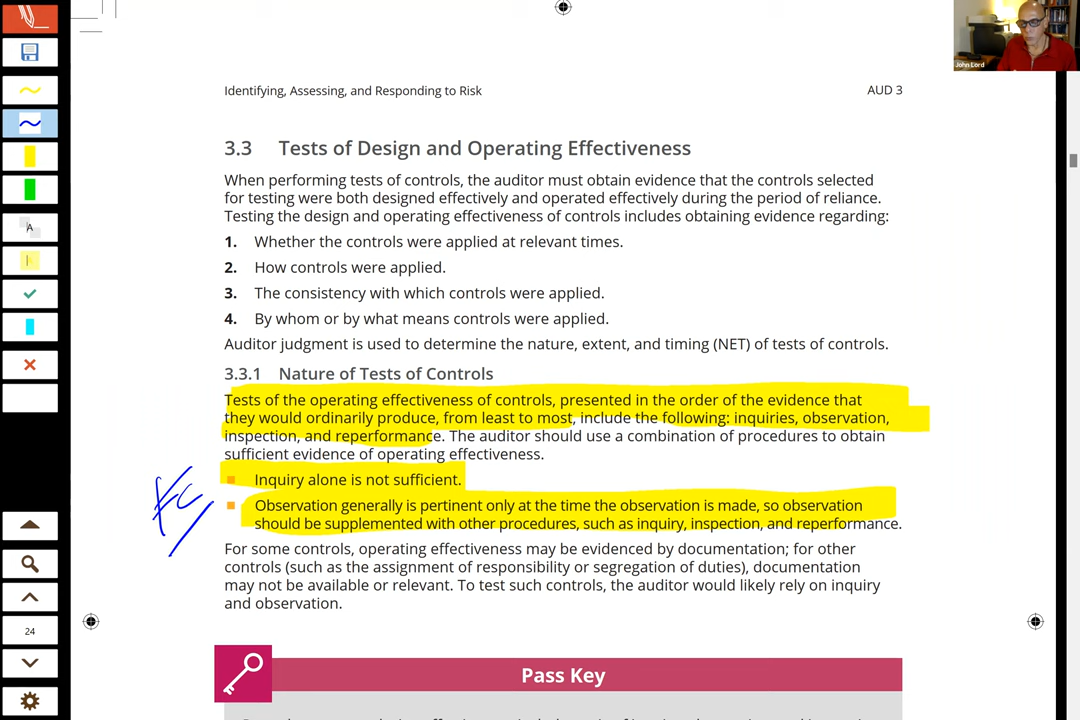 John Lord
Identifying, Assessing, and Responding to Risk
AUD 3
3.3 Tests of Design and Operating Effectiveness
When performing tests of controls, the auditor must obtain evidence that the controls selected
for testing were both designed effectively and operated effectively during the period of reliance.
Testing the design and operating effectiveness of controls includes obtaining evidence regarding:
1. Whether the controls were applied at relevant times.
2. How controls were applied.
3. The consistency with which controls were applied.
4. By whom or by what means controls were applied.
Auditor judgment is used to determine the nature, extent, and timing (NET) of tests of controls.
3.3.1 Nature of Tests of Controls
Tests of the operating effectiveness of controls, presented in the order of the evidence that
they would ordinarily produce, from least to most, include the following: inquiries, observation,
inspection, and reperformance. The auditor should use a combination of procedures to obtain
sufficient evidence of operating effectiveness.
Inquiry alone is not sufficient.
Observation generally is pertinent only at the time the observation is made, so observation
should be supplemented with other procedures, such as inquiry, inspection, and reperformance.
For some controls, operating effectiveness may be evidenced by documentation; for other
controls (such as the assignment of responsibility or segregation of duties), documentation
may not be available or relevant. To test such controls, the auditor would likely rely on inquiry
and observation.
24
Pass Key